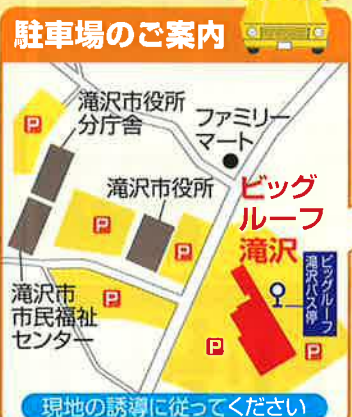 駐車場のご案内
滝沢市役所
分庁舎
ファミリー
マート
P
滝沢市役所
ビッグ
ルーフ
滝沢
P
ビッグルーフ
滝沢バス停
滝沢市
市民福祉
センター
P
P
P
P
現地の誘導に従ってください